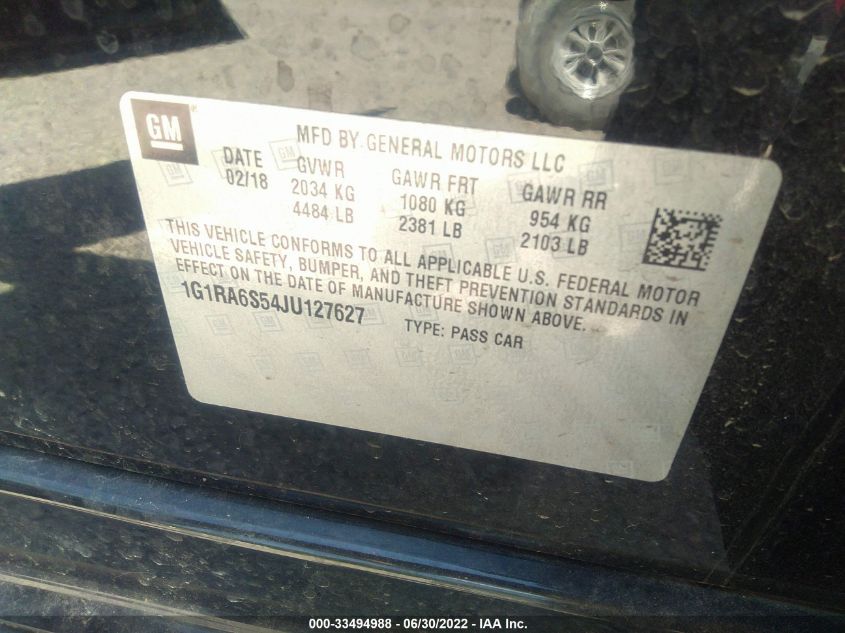 GM
MFD BY GENERAL MOTORS LLC
DATE GVWR GAWR FRT GAWR RR
02/18 2034 KG 1080 KG 954 KG
4484 LB 2381 LB 2103 LB
THIS VEHICLE CONFORMS TO ALL APPLICABLE U.S. FEDERAL MOTOR
VEHICLE SAFETY, BUMPER, AND THEFT PREVENTION STANDARDS IN
EFFECT ON THE DATE OF MANUFACTURE SHOWN ABOVE.
1G1RA6S54JU127627 TYPE: PASS CAR
000-33494988 - 06/30/2022 - IAA Inc.